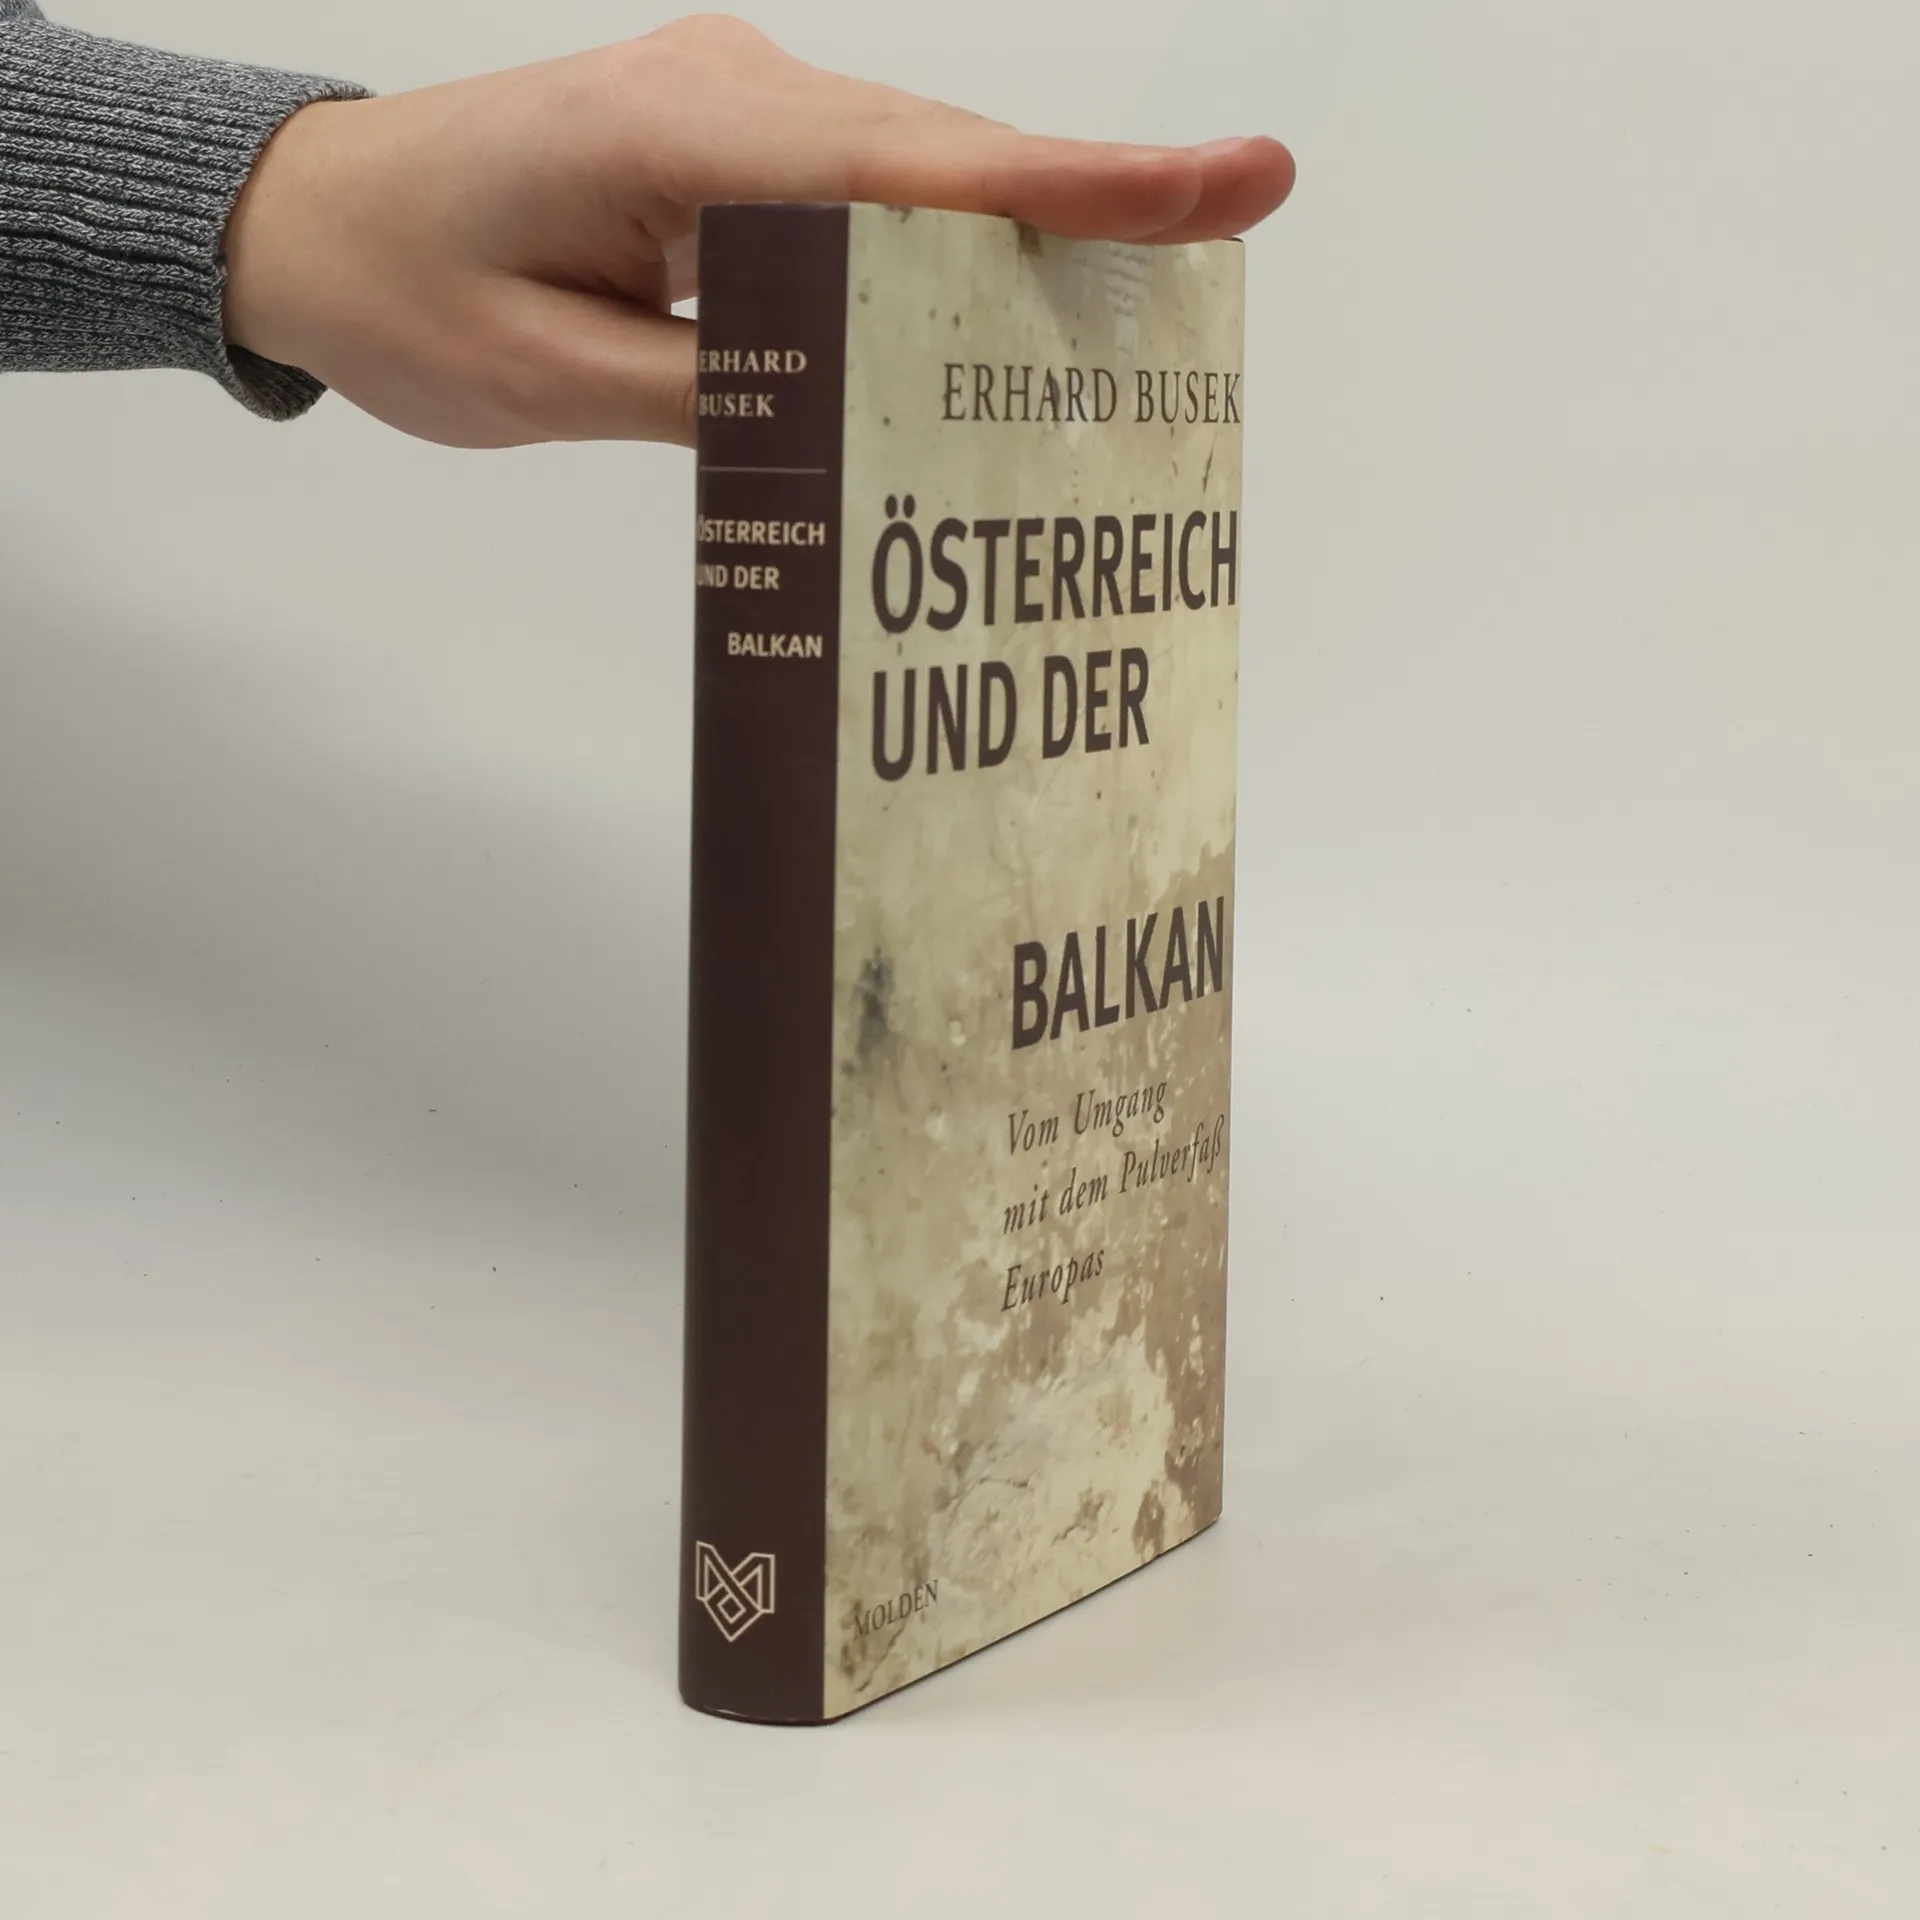 ERHARD
BUSEK
ÖSTERREICH
UND DER
BALKAN
ERHARD BUSEK
ÖSTERREICH
UND DER
BALKAN
Vom Umgang
mit dem Pulverfaß
Europas
MOLDEN